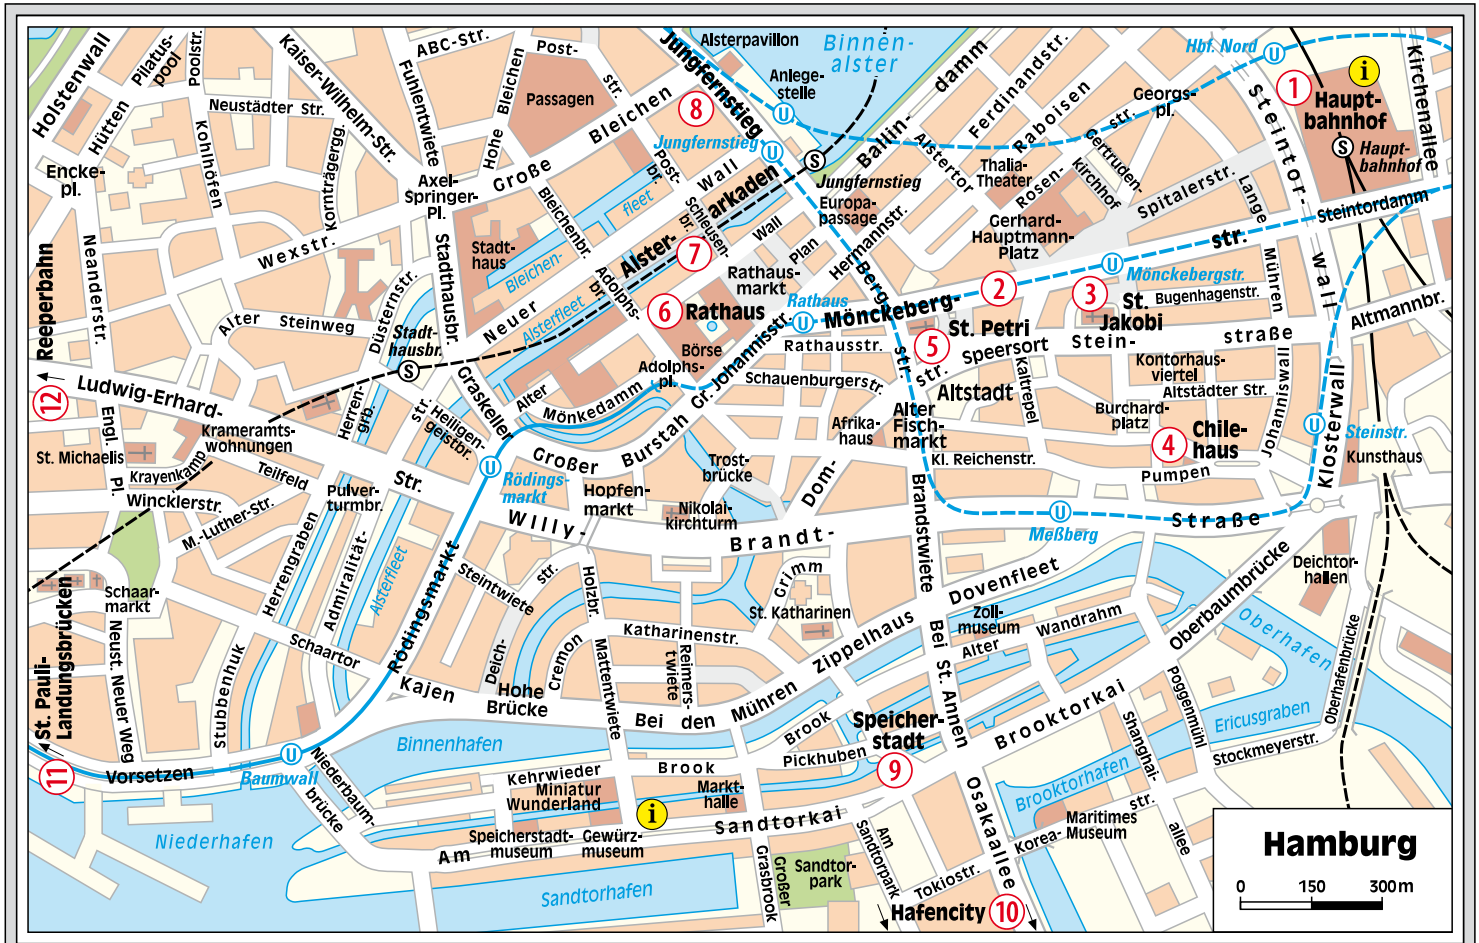 Holstenwall
Hütten
Pilatus-
pool
Poolstr.
Kaiser-Wilhelm-Str.
Neustädter Str.
Kohlhöfen
Kornträgergg.
Encke-
pl.
ABC-Str.
Fuhlentwiete
Hohe Bleichen
Post-
str.
Passagen
Große Bleichen
Axel-
Springer-
Pl.
Jungfernstieg
Alsterpavillon
Binnen-
alster
Anlege-
stelle
8
U
Jungfernstieg
U
S
Jungfernstieg
Ballin-
damm
Ferdinandstr.
Raboisen
Alstertor
Georgs-
pl.
str.
Gertruden-
kirchhof
Thalia-
Theater
Rosen-
Hbf. Nord
U
1
i
Haupt-
bahnhof
S
Haupt-
bahnhof
Kirchenallee
Steintor-
wall
Steintordamm
Spitalerstr.
Lange
Mühren
Gerhard-
Hauptmann-
Platz
Europa-
passage
Hermannstr.
Post-
br.
Wall
Schleusen-
br.
Alster-
arkaden
7
fleet
Bleichen-
Bleichenbr.
Stadt-
haus
Stadthausbr.
Wexstr.
Neanderstr.
Reeperbahn
Alter Steinweg
Düsternstr.
Stadt-
hausbr.
S
Neuer
Wall
Alsterfleet
Adolphs-
br.
6
Rathaus
Rathaus-
markt
Plan
Rathaus
U
Börse
Adolphs-
pl.
Gr. Johannisstr.
Berg-
str.
Mönckeberg-
str.
2
U
Mönckebergstr.
3
St.
Jakobi
Bugenhagenstr.
Altmannbr.
5
St. Petri
Speersort
Stein-
straße
Rathausstr.
Schauenburgerstr.
str.
Altstadt
Kaltrepel
Kontorhaus-
viertel
Altstädter Str.
Johanniswall
Klosterwall
U
Steinstr.
Kunsthaus
Burchard-
platz
4
Chile-
haus
Pumpen
Kl. Reichenstr.
Alter
Fisch-
markt
Afrika-
haus
12
Ludwig-Erhard-
Str.
Engl. Pl.
St. Michaelis
Krameramts-
wohnungen
Krayenkamp
Teilfeld
Wincklerstr.
M.-Luther-str.
Herren-
grb.
str.
Heiligen-
geistbr.
Graskeller
Alter
Mönkedamm
Großer Burstah
U
Rödings-
markt
Hopfen-
markt
Trost-
brücke
Nikolai-
kirchturm
Dom-
Brandstwiete
Willy-
Brandt-
Straße
U
Meßberg
Pulver-
turmbr.
Herrengraben
Admiralität-
Alsterfleet
Rödingsmarkt
Steintwiete
str.
Deich-
Holzbr.
Cremon
Mattentwiete
Katharinenstr.
Reimers-
twiete
Grimm
St. Katharinen
Zippelhaus
Dovenfleet
Zoll-
museum
Alter
Wandrahm
Bei St. Annen
Oberbaumbrücke
Deichtor-
hallen
Oberhafen
Oberhafenbrücke
Ericusgraben
Stockmeyerstr.
Poggenmühl
Shanghai-
allee
Schaar-
markt
Schaartor
Neust. Neuer Weg
Stubbenhuk
St. Pauli-
Landungsbrücken
11
Vorsetzen
U
Baumwall
Niederbaum-
brücke
Kajen
Hohe
Brücke
Bei den Mühren
Binnenhafen
Niederhafen
Kehrwieder
Brook
Miniatur
Wunderland
Speicherstadt-
museum
Gewürz-
museum
i
Markt-
halle
Brook
Pickhuben
Speicher-
stadt
9
Brooktorkai
Brooktorhafen
Am Sandtorkai
Sandtorhafen
Großer
Grasbrook
Sandtor-
park
Am
Sandtorpark
Tokiostr.
Osakaallee
Korea-
str.
Maritimes
Museum
Hafencity
10
Hamburg
0 150 300m